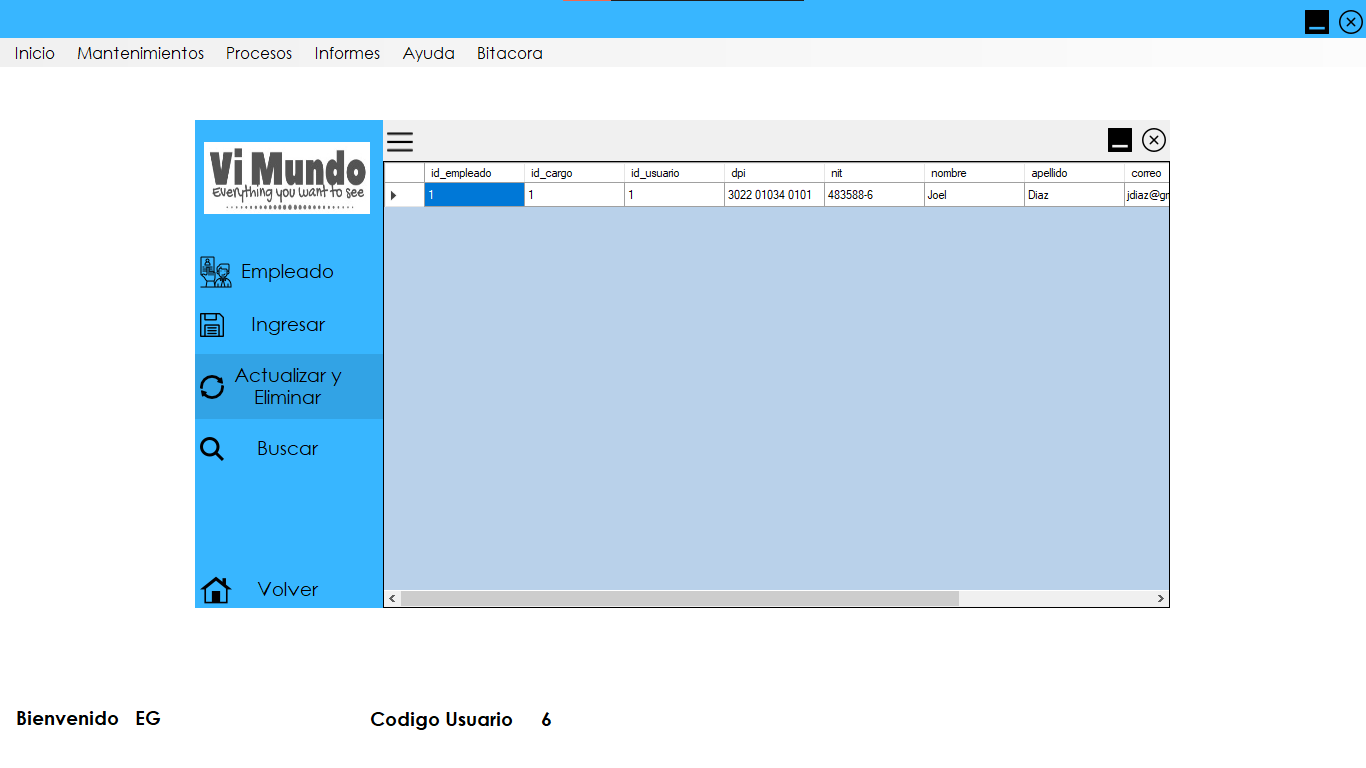 Inicio Mantenimientos Procesos Informes Ayuda Bitacora
Vi Mundo
Everything you want to see
Empleado
Ingresar
Actualizar y
Eliminar
Buscar
Volver
id_empleado id_cargo id_usuario dpi nit nombre apellido correo
1 1 1 3022 01034 0101 483588-6 Joel Diaz jdiaz@gr
Bienvenido EG Codigo Usuario 6